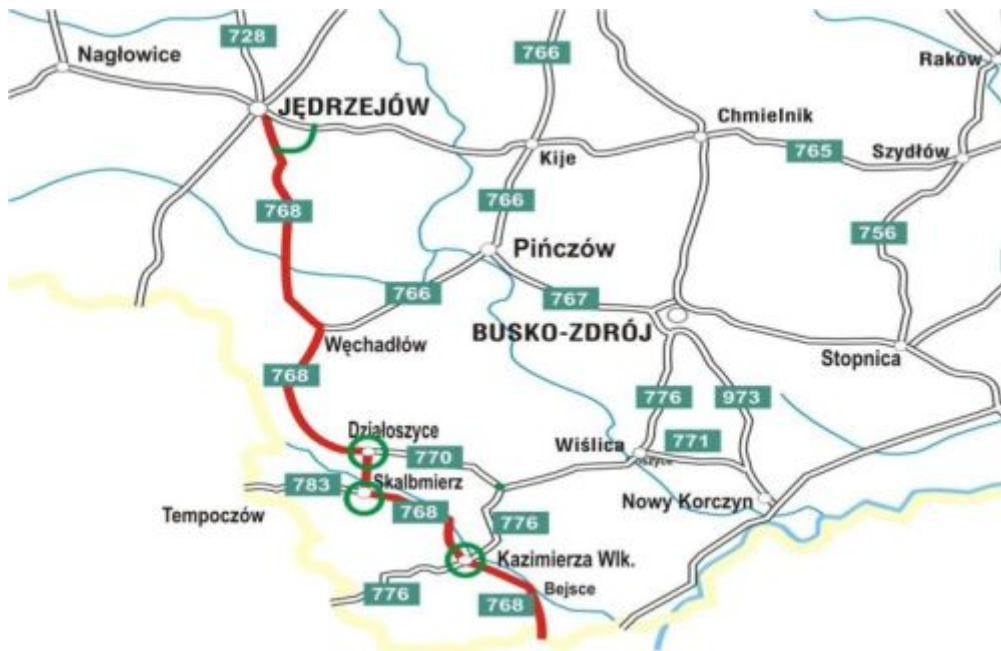 728
766
Nagłowice
Raków
JĘDRZEJÓW
Chmielnik
Kije
765
Szydłów
768
766
756
Pińczów
766
767
BUSKO-ZDRÓJ
Węchadłów
Stopnica
768
776
973
Działoszyce
770
Wiślica
771
783
Skalbmierz
Nowy Korczyn
Tempoczów
768
776
Kazimierza Wlk.
776
768
Bejsce